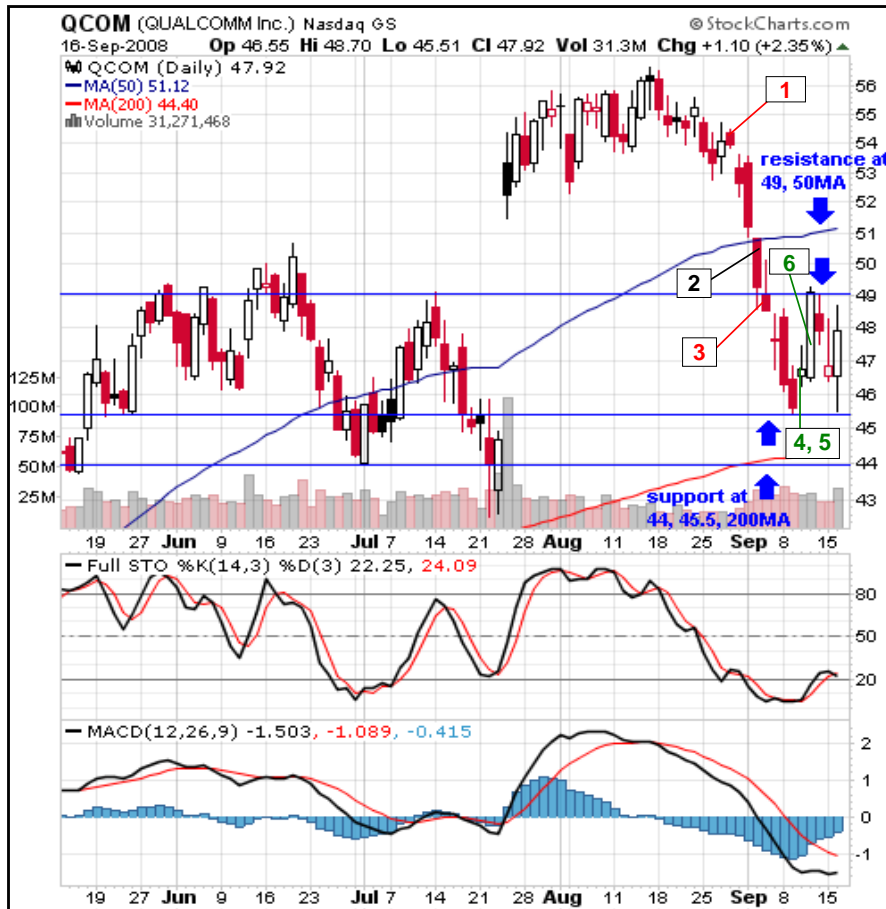 QCOM (QUALCOMM Inc.) Nasdaq GS © StockCharts.com
16-Sep-2008 Op 46.55 Hi 48.70 Lo 45.51 Cl 47.92 Vol 31.3M Chg +1.10 (+2.35%)
QCOM (Daily) 47.92
MA(50) 51.12
MA(200) 44.40
Volume 31,271,468
1
resistance at
49, 50MA
2
6
3
4, 5
support at
44, 45.5, 200MA
56
55
54
53
52
51
50
49
48
47
46
45
44
43
125M
100M
75M
50M
25M
19 27 Jun 9 16 23 Jul 7 14 21 28 Aug 11 18 25 Sep 8 15
Full STO %K(14,3) %D(3) 22.25, 24.09
80
50
20
MACD(12,26,9) -1.503, -1.089, -0.415
2
1
0
-1
19 27 Jun 9 16 23 Jul 7 14 21 28 Aug 11 18 25 Sep 8 15